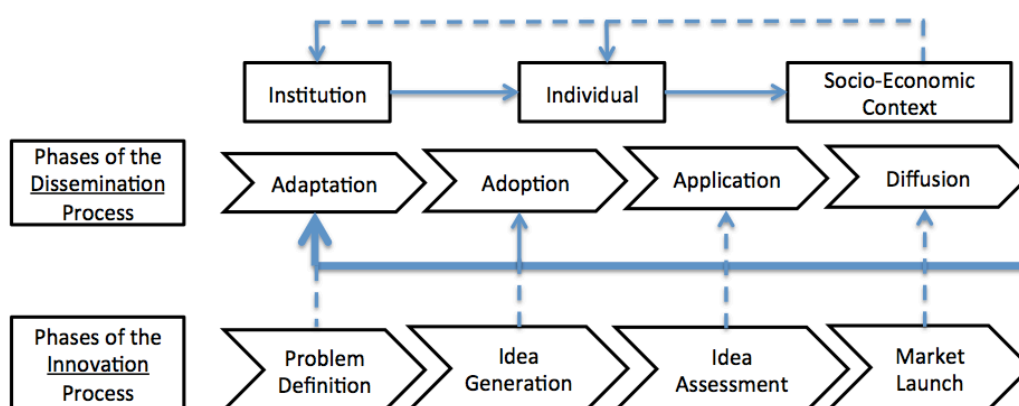 Institution
Individual
Socio-Economic
Context
Phases of the
Dissemination
Process
Adaptation
Adoption
Application
Diffusion
Phases of the
Innovation
Process
Problem
Definition
Idea
Generation
Idea
Assessment
Market
Launch